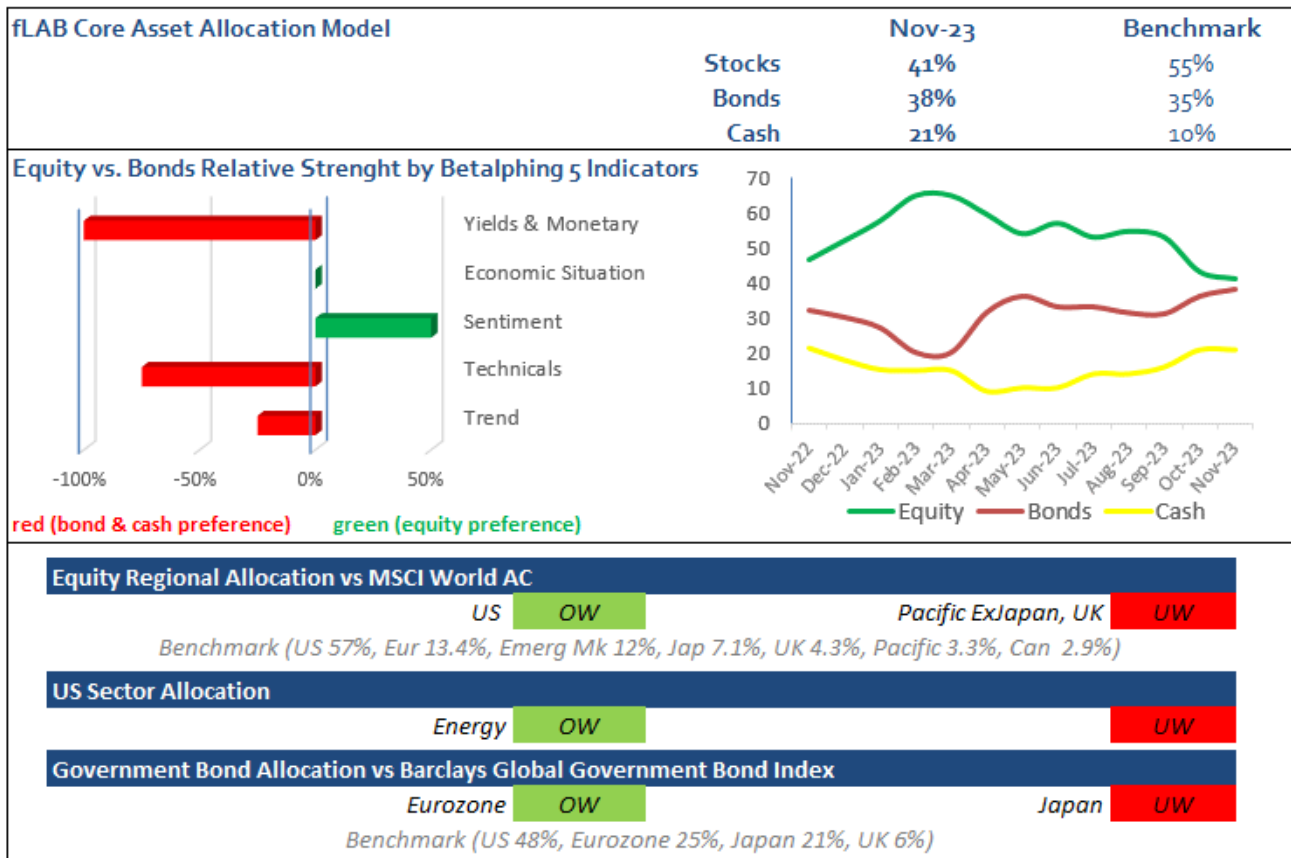 fLAB Core Asset Allocation Model Nov-23 Benchmark
Stocks 41% 55%
Bonds 38% 35%
Cash 21% 10%
Equity vs. Bonds Relative Strenght by Betalphing 5 Indicators
Yields & Monetary
Economic Situation
Sentiment
Technicals
Trend
-100% -50% 0% 50%
red (bond & cash preference) green (equity preference)
70
60
50
40
30
20
10
0
Nov-22 Dec-22 Jan-23 Feb-23 Mar-23 Apr-23 May-23 Jun-23 Jul-23 Aug-23 Sep-23 Oct-23 Nov-23
Equity Bonds Cash
Equity Regional Allocation vs MSCI World AC
US OW Pacific ExJapan, UK UW
Benchmark (US 57%, Eur 13.4%, Emerg Mk 12%, Jap 7.1%, UK 4.3%, Pacific 3.3%, Can 2.9%)
US Sector Allocation
Energy OW UW
Government Bond Allocation vs Barclays Global Government Bond Index
Eurozone OW Japan UW
Benchmark (US 48%, Eurozone 25%, Japan 21%, UK 6%)